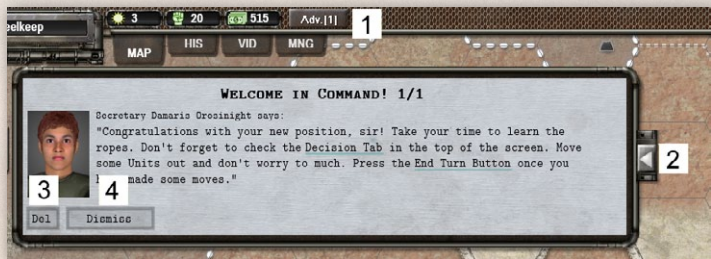 eelkeep
3 20 515 Adv.[1] 1
MAP HIS VID MNG
WELCOME IN COMMAND! 1/1
Secretary Damaris Orosinight says:
"Congratulations with your new position, sir! Take your time to learn the
ropes. Don't forget to check the Decision Tab in the top of the screen. Move
some Units out and don't worry to much. Press the End Turn Button once you
made some moves."
2
3 4
Del Dismiss